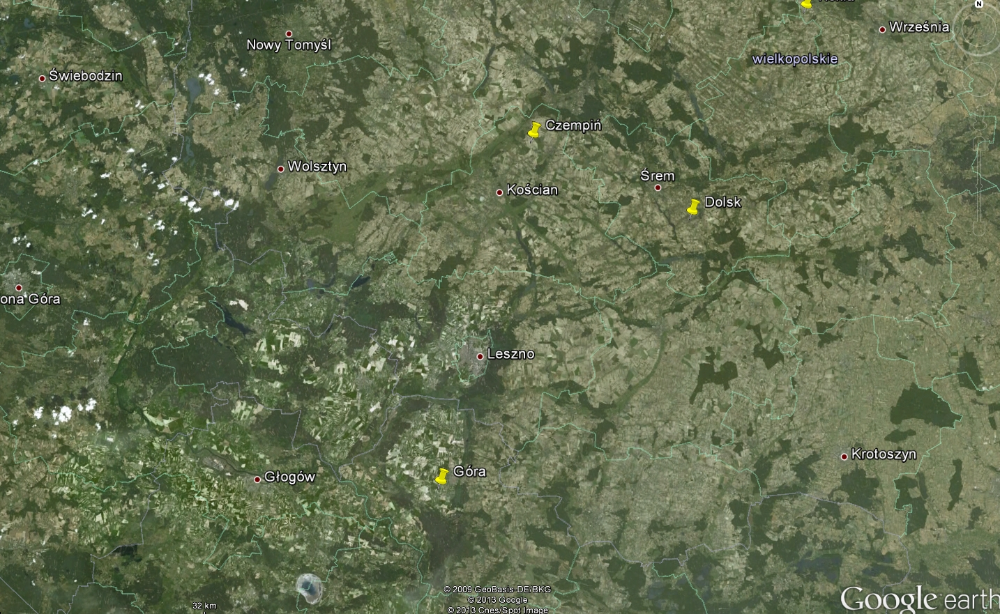 N
Września
Nowy Tomyśl
wielkopolskie
Świebodzin
Czempiń
Wolsztyn
Śrem
Kościan
Dolsk
ona Góra
Leszno
Krotoszyn
Góra
Głogów
© 2009 GeoBasis-DE/BKG
© 2013 Google
32 km
© 2013 Cnes/Spot Image
Google earth